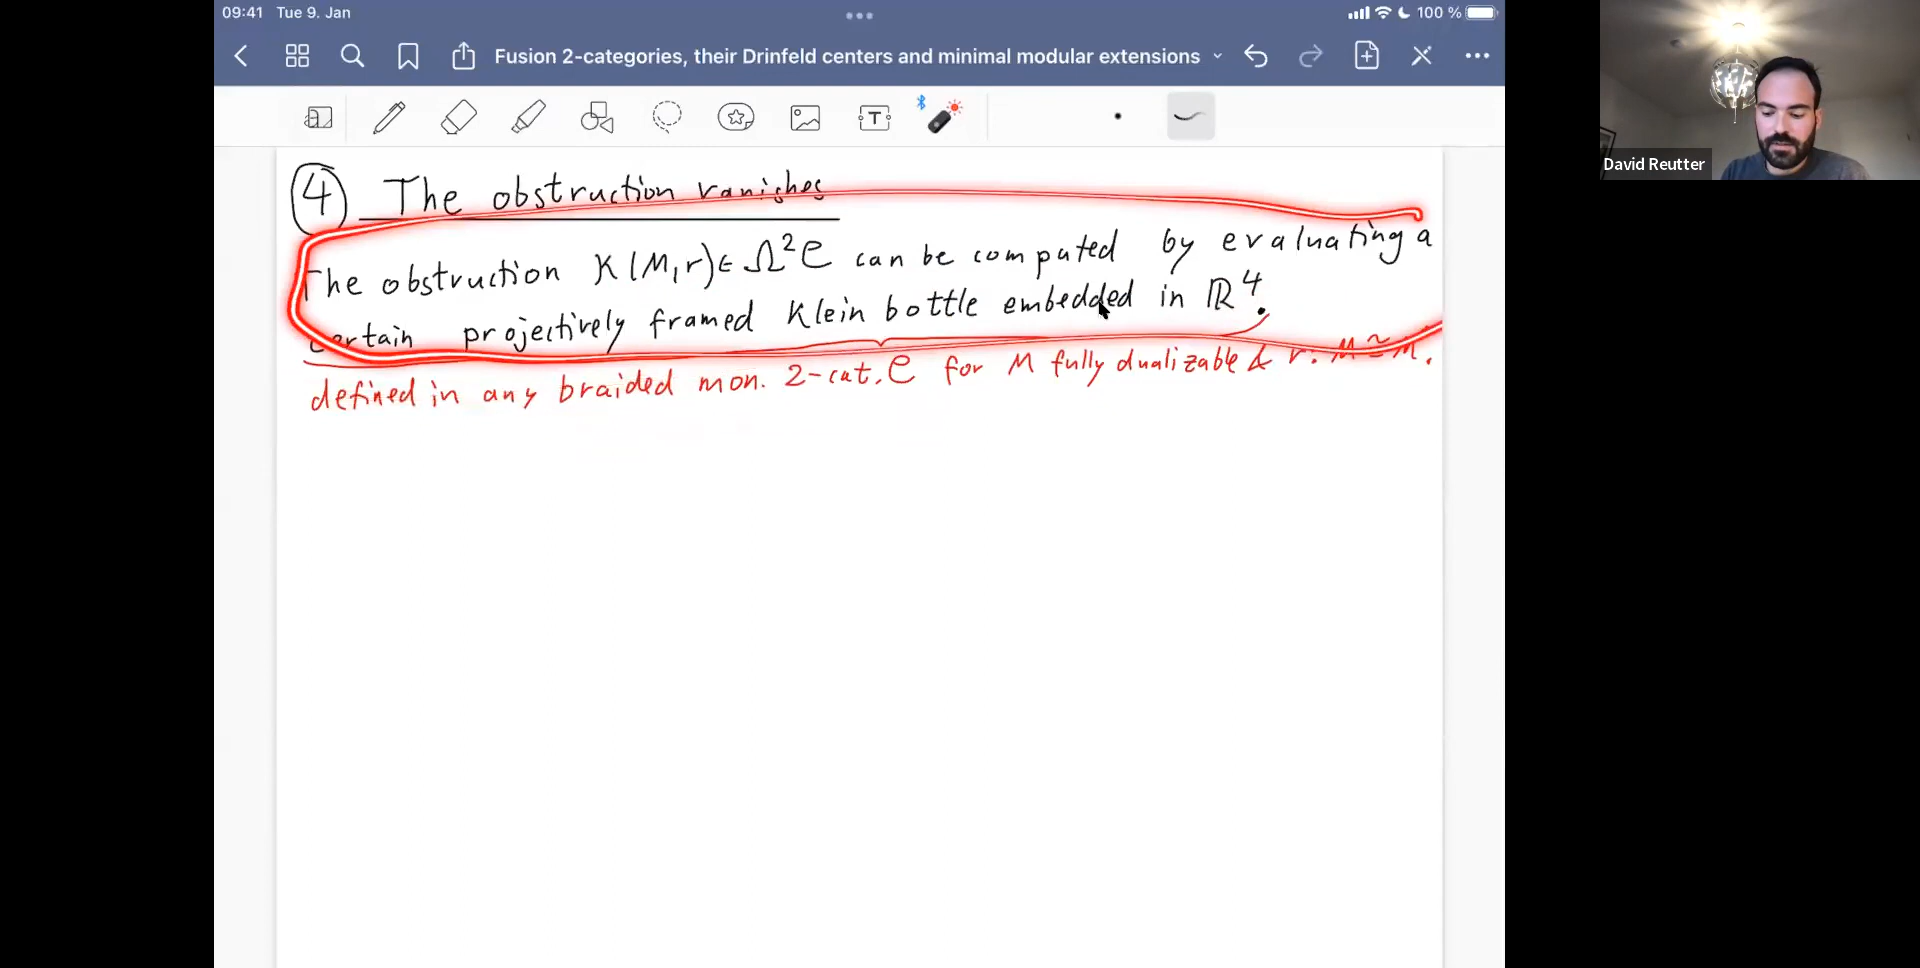 09:41 Tue 9. Jan
100 %
Fusion 2-categories, their Drinfeld centers and minimal modular extensions
T
David Reutter
④ The obstruction vanishes
The obstruction K(M,r) ∈ Ω²C can be computed by evaluating a
certain projectively framed Klein bottle embedded in ℝ⁴.
defined in any braided mon. 2-cat. C for M fully dualizable & r: M ≃ M.